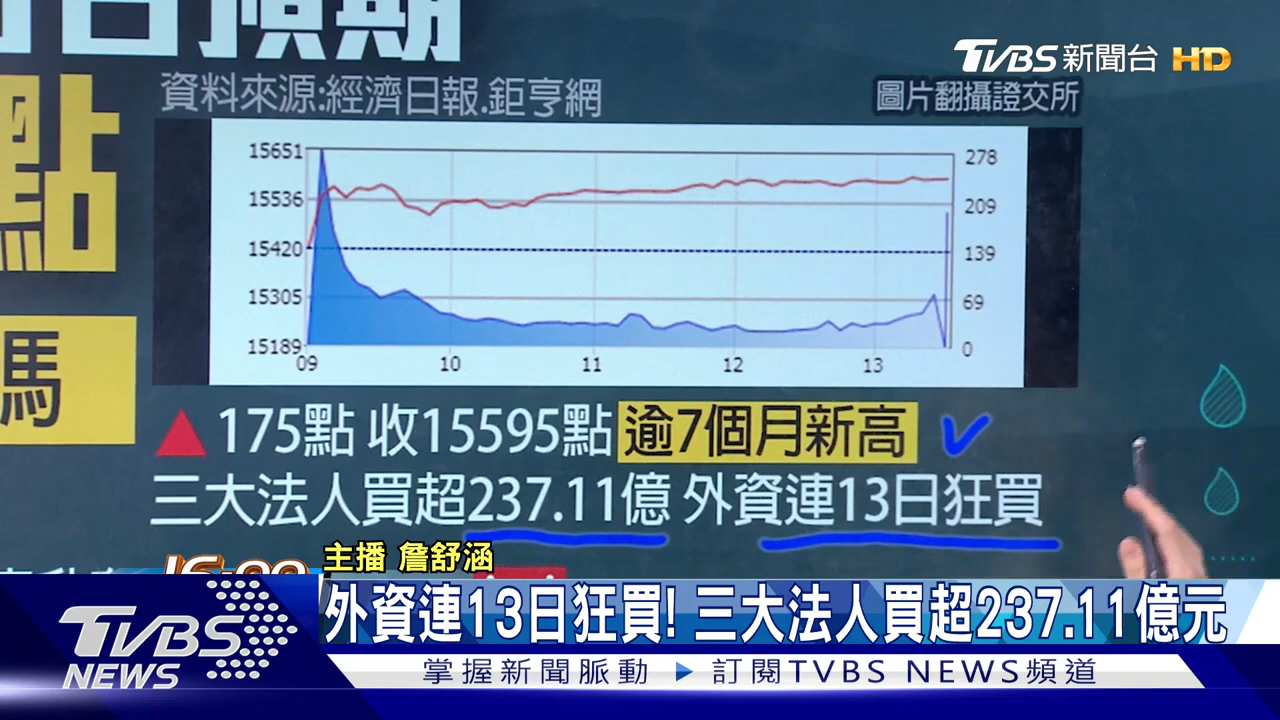 TVBS新聞台 HD
點
資料來源:經濟日報.鉅亨網
圖片翻攝證交所
15651
15536
15420
15305
15189
278
209
139
69
0
09 10 11 12 13
馬
▲175點 收15595點 逾7個月新高
三大法人買超237.11億 外資連13日狂買
主播 詹舒涵
TVBS NEWS
外資連13日狂買! 三大法人買超237.11億元
掌握新聞脈動 ▶ 訂閱TVBS NEWS頻道